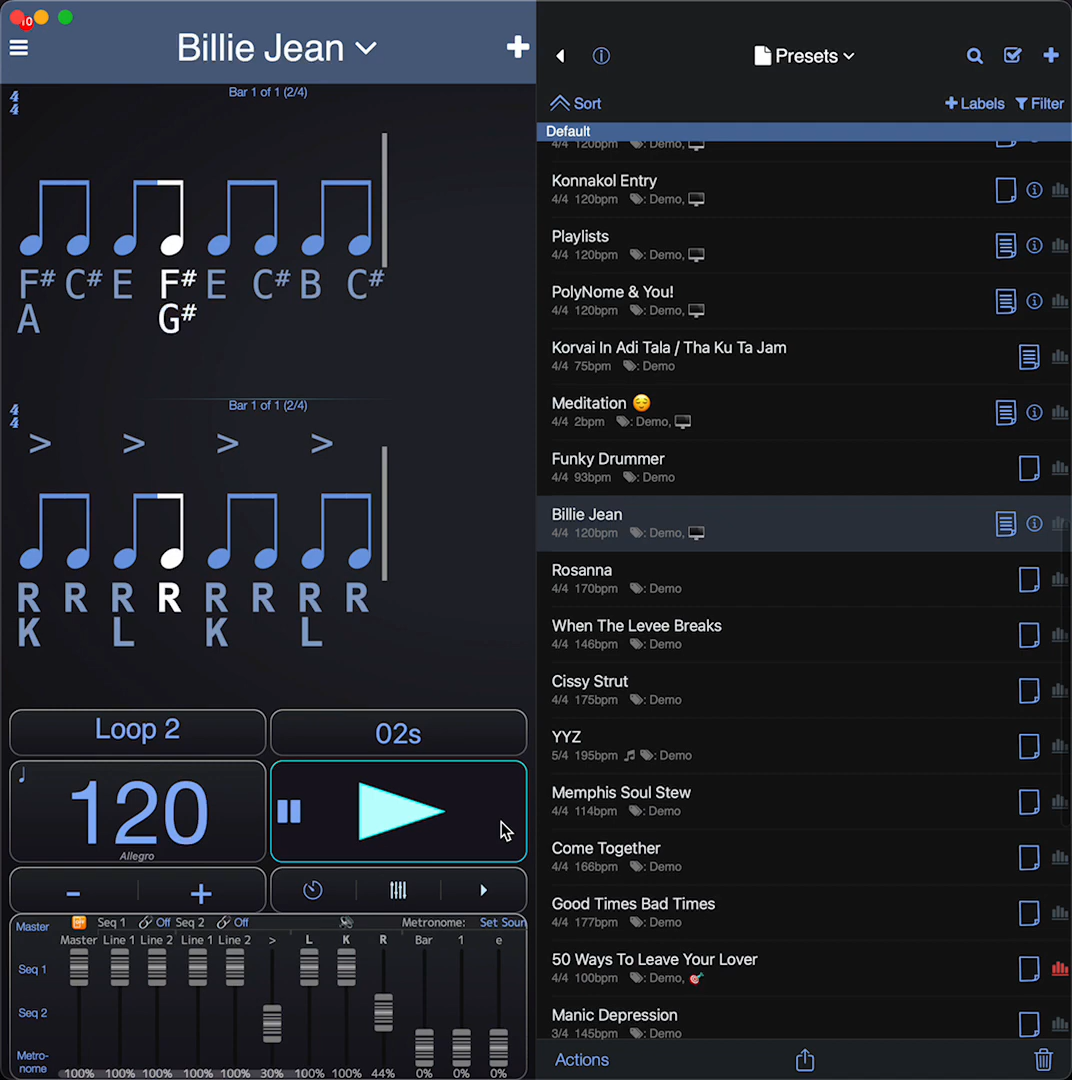 10
Billie Jean
4
4
Bar 1 of 1 (2/4)
F# C# E F# E C# B C#
A G#
4
4
Bar 1 of 1 (2/4)
> > > >
R R R R R R R R
K L K L
Loop 2
02s
120
Allegro
- +
Master Seq 1 Off Seq 2 Off Metronome: Set Soun
Master Line 1 Line 2 Line 1 Line 2 > L K R Bar 1 e
Seq 1
Seq 2
Metro-
nome
100% 100% 100% 100% 100% 30% 100% 100% 44% 0% 0% 0%
Presets
Sort
+ Labels Filter
Default
4/4 120bpm : Demo,
Konnakol Entry
4/4 120bpm : Demo,
Playlists
4/4 120bpm : Demo,
PolyNome & You!
4/4 120bpm : Demo,
Korvai In Adi Tala / Tha Ku Ta Jam
4/4 75bpm : Demo
Meditation 😌
4/4 2bpm : Demo,
Funky Drummer
4/4 93bpm : Demo
Billie Jean
4/4 120bpm : Demo,
Rosanna
4/4 170bpm : Demo
When The Levee Breaks
4/4 146bpm : Demo
Cissy Strut
4/4 175bpm : Demo
YYZ
5/4 195bpm : Demo
Memphis Soul Stew
4/4 114bpm : Demo
Come Together
4/4 166bpm : Demo
Good Times Bad Times
4/4 177bpm : Demo
50 Ways To Leave Your Lover
4/4 100bpm : Demo, 🎯
Manic Depression
3/4 145bpm : Demo
Actions